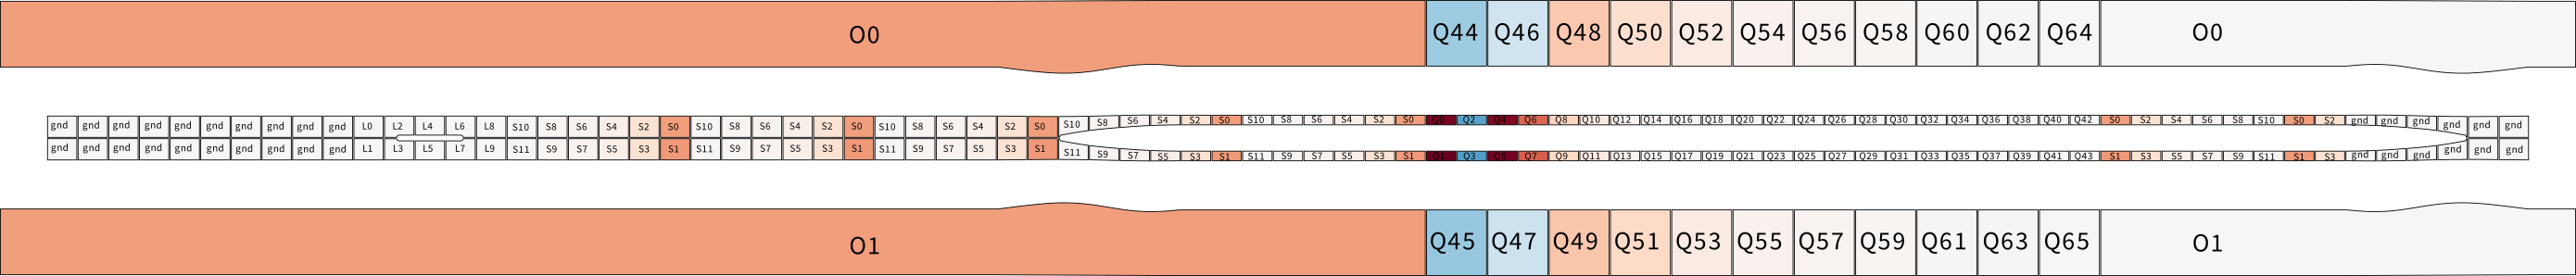 O0 Q44 Q46 Q48 Q50 Q52 Q54 Q56 Q58 Q60 Q62 Q64 O0
gnd gnd gnd gnd gnd gnd gnd gnd gnd gnd L0 L2 L4 L6 L8 S10 S8 S6 S4 S2 S0 S10 S8 S6 S4 S2 S0 S10 S8 S6 S4 S2 S0 S10 S8 S6 S4 S2 S0 S10 S8 S6 S4 S2 S0 Q0 Q2 Q4 Q6 Q8 Q10 Q12 Q14 Q16 Q18 Q20 Q22 Q24 Q26 Q28 Q30 Q32 Q34 Q36 Q38 Q40 Q42 S0 S2 S4 S6 S8 S10 S0 S2 gnd gnd gnd gnd gnd gnd
gnd gnd gnd gnd gnd gnd gnd gnd gnd gnd L1 L3 L5 L7 L9 S11 S9 S7 S5 S3 S1 S11 S9 S7 S5 S3 S1 S11 S9 S7 S5 S3 S1 S11 S9 S7 S5 S3 S1 S11 S9 S7 S5 S3 S1 Q1 Q3 Q5 Q7 Q9 Q11 Q13 Q15 Q17 Q19 Q21 Q23 Q25 Q27 Q29 Q31 Q33 Q35 Q37 Q39 Q41 Q43 S1 S3 S5 S7 S9 S11 S1 S3 gnd gnd gnd gnd gnd gnd
O1 Q45 Q47 Q49 Q51 Q53 Q55 Q57 Q59 Q61 Q63 Q65 O1